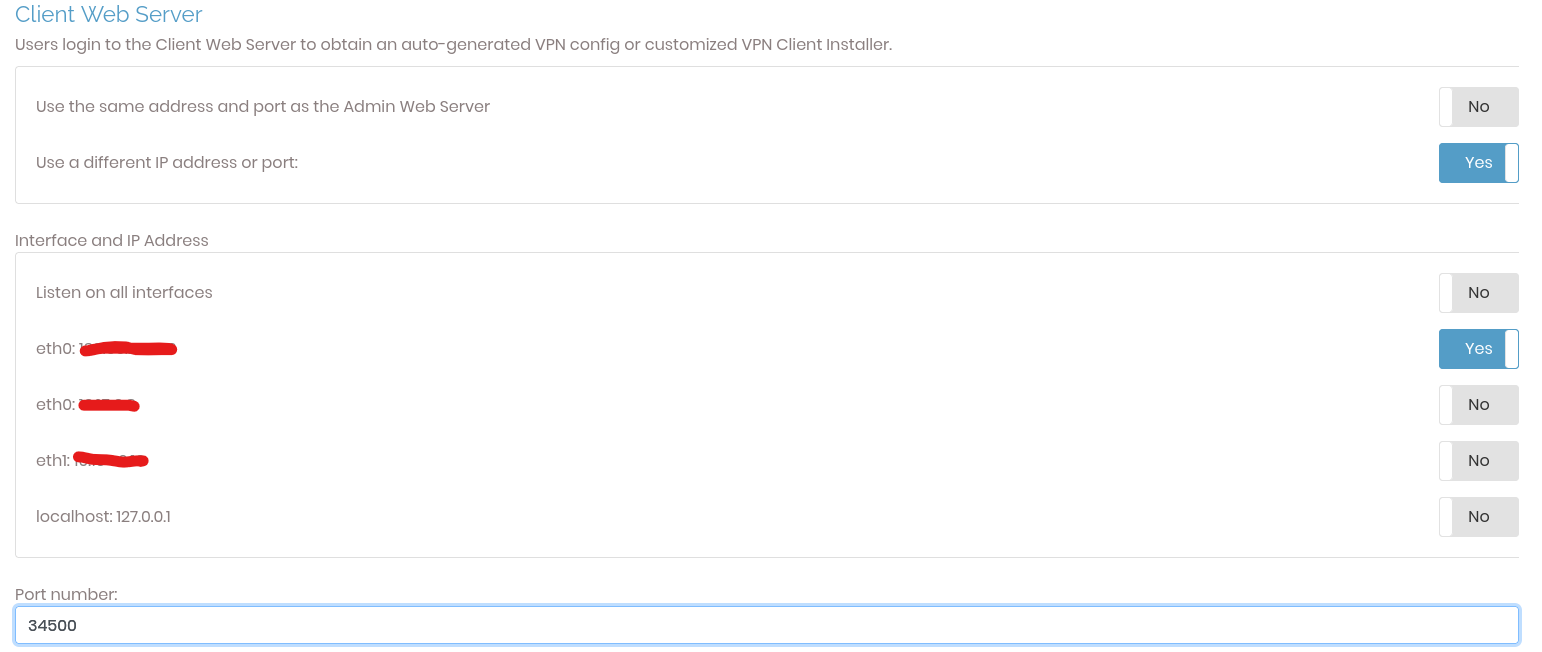 Client Web Server
Users login to the Client Web Server to obtain an auto-generated VPN config or customized VPN Client Installer.
Use the same address and port as the Admin Web Server
No
Use a different IP address or port:
Yes
Interface and IP Address
Listen on all interfaces
No
eth0:
Yes
eth0:
No
eth1:
No
localhost: 127.0.0.1
No
Port number:
34500